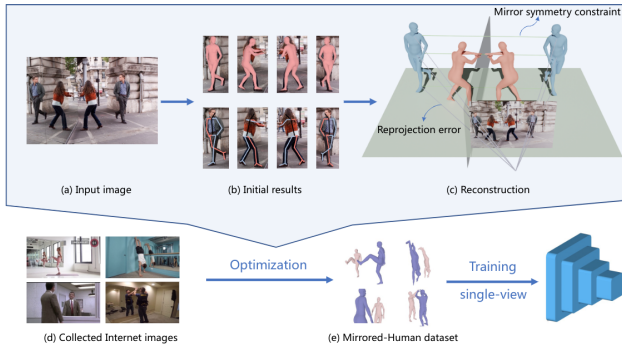 Mirror symmetry constraint
Reprojection error
(a) Input image
(b) Initial results
(c) Reconstruction
Optimization
Training
single-view
(d) Collected Internet images
(e) Mirrored-Human dataset